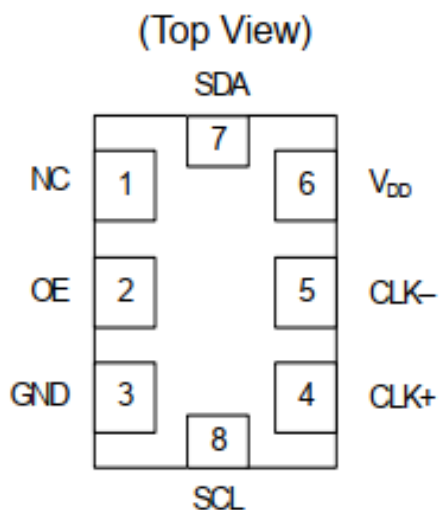 (Top View)
SDA
7
NC 1 6 VDD
OE 2 5 CLK–
GND 3 4 CLK+
8
SCL